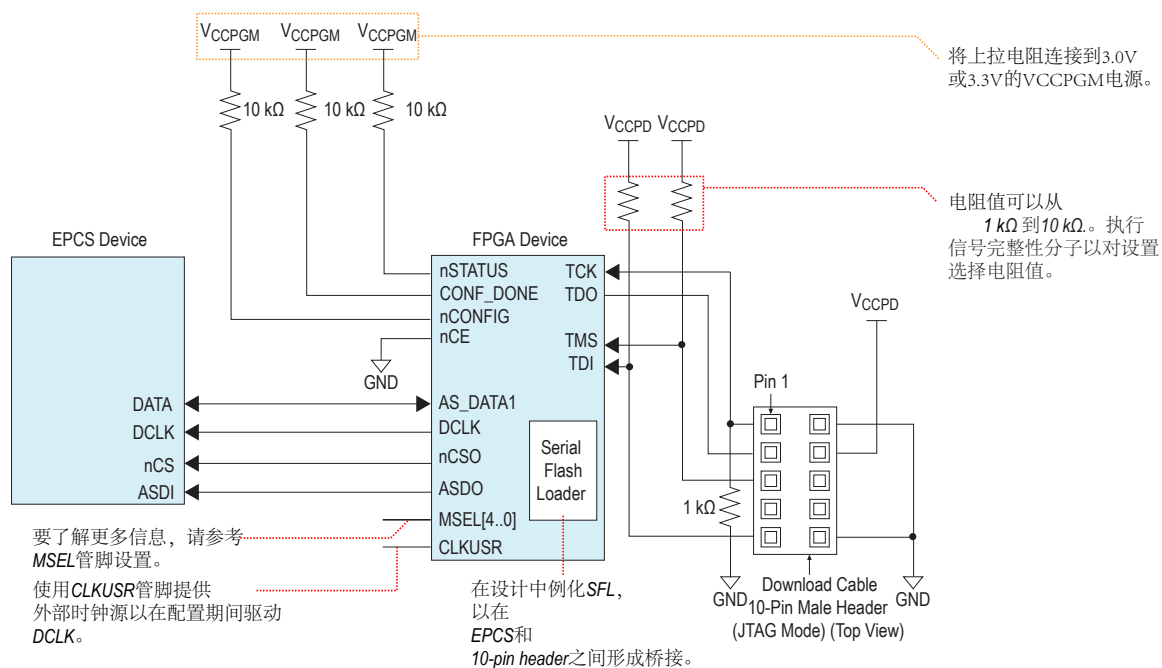 VCCPGM VCCPGM VCCPGM
将上拉电阻连接到3.0V
或3.3V的VCCPGM电源。
10 kΩ 10 kΩ 10 kΩ
VCCPD VCCPD
电阻值可以从
1 kΩ 到10 kΩ.。执行
信号完整性分子以对设置
选择电阻值。
EPCS Device
FPGA Device
nSTATUS
CONF_DONE
nCONFIG
nCE
GND
TCK
TDO
TMS
TDI
VCCPD
Pin 1
DATA
DCLK
nCS
ASDI
AS_DATA1
DCLK
nCSO
ASDO
MSEL[4..0]
CLKUSR
Serial
Flash
Loader
1 kΩ
GND
GND
Download Cable
10-Pin Male Header
(JTAG Mode) (Top View)
要了解更多信息，请参考
MSEL管脚设置。
使用CLKUSR管脚提供
外部时钟源以在配置期间驱动
DCLK。
在设计中例化SFL，
以在
EPCS和
10-pin header之间形成桥接。